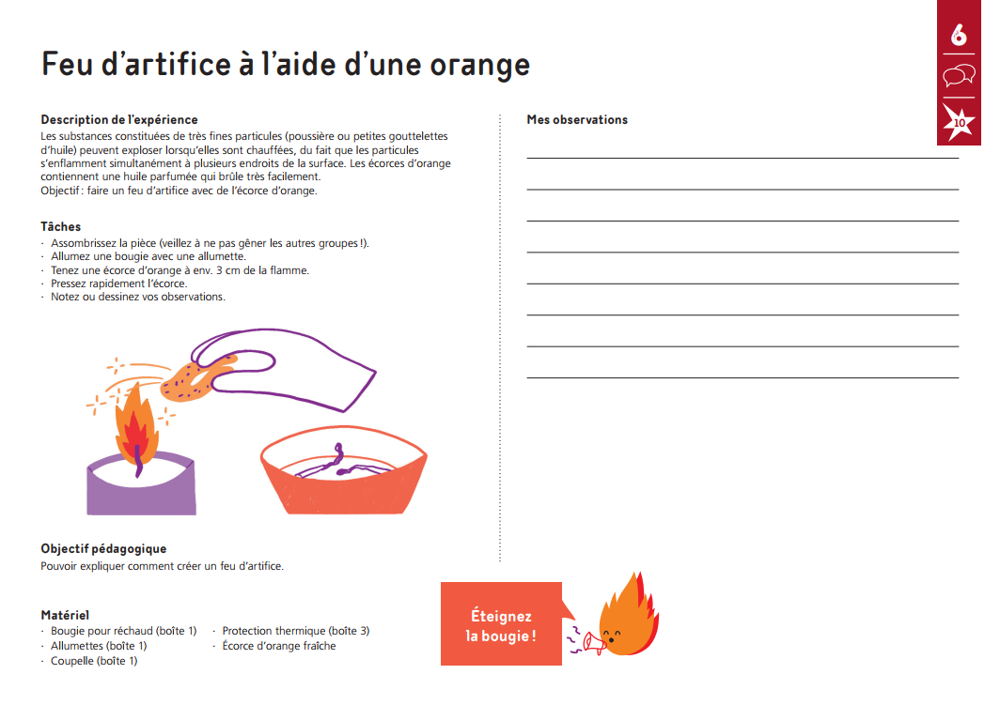 Feu d'artifice à l'aide d'une orange
6
10
Description de l'expérience
Les substances constituées de très fines particules (poussière ou petites gouttelettes
d'huile) peuvent exploser lorsqu'elles sont chauffées, du fait que les particules
s'enflamment simultanément à plusieurs endroits de la surface. Les écorces d'orange
contiennent une huile parfumée qui brûle très facilement.
Objectif : faire un feu d'artifice avec de l'écorce d'orange.
Tâches
· Assombrissez la pièce (veillez à ne pas gêner les autres groupes !).
· Allumez une bougie avec une allumette.
· Tenez une écorce d'orange à env. 3 cm de la flamme.
· Pressez rapidement l'écorce.
· Notez ou dessinez vos observations.
Objectif pédagogique
Pouvoir expliquer comment créer un feu d'artifice.
Matériel
· Bougie pour réchaud (boîte 1)
· Allumettes (boîte 1)
· Coupelle (boîte 1)
· Protection thermique (boîte 3)
· Écorce d'orange fraîche
Mes observations
Éteignez
la bougie !